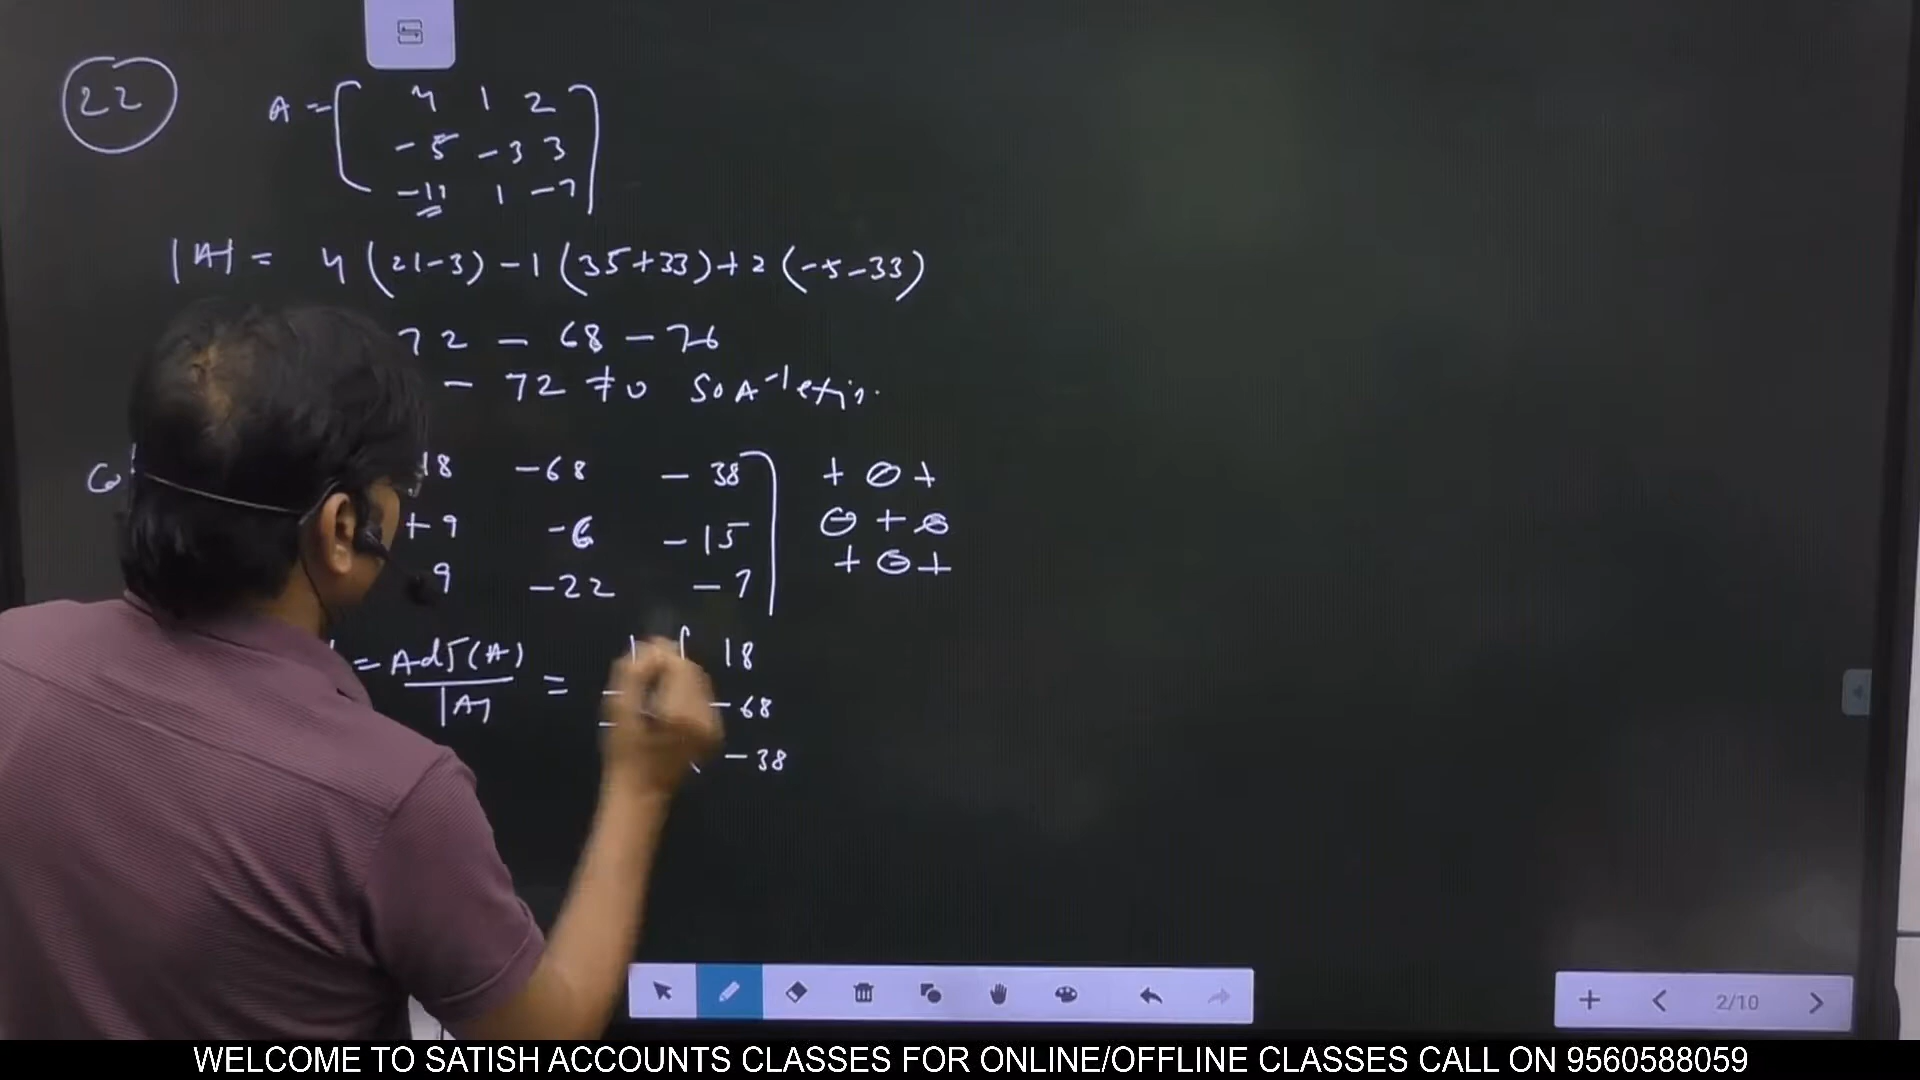 22
A = [ 4 1 2
-5 -3 3
-11 1 -7 ]
|A| = 4 (21-3) -1 (35+33) +2 (-5-33)
72 - 68 - 76
- 72 ≠ 0 So A⁻¹ exis.
Co 18 -68 -38 ] + ⊖ +
+9 -6 -15 ⊖ + ⊖
9 -22 -7 + ⊖ +
= Adj(A) / |A| = 18
-68
-38
2/10
WELCOME TO SATISH ACCOUNTS CLASSES FOR ONLINE/OFFLINE CLASSES CALL ON 9560588059